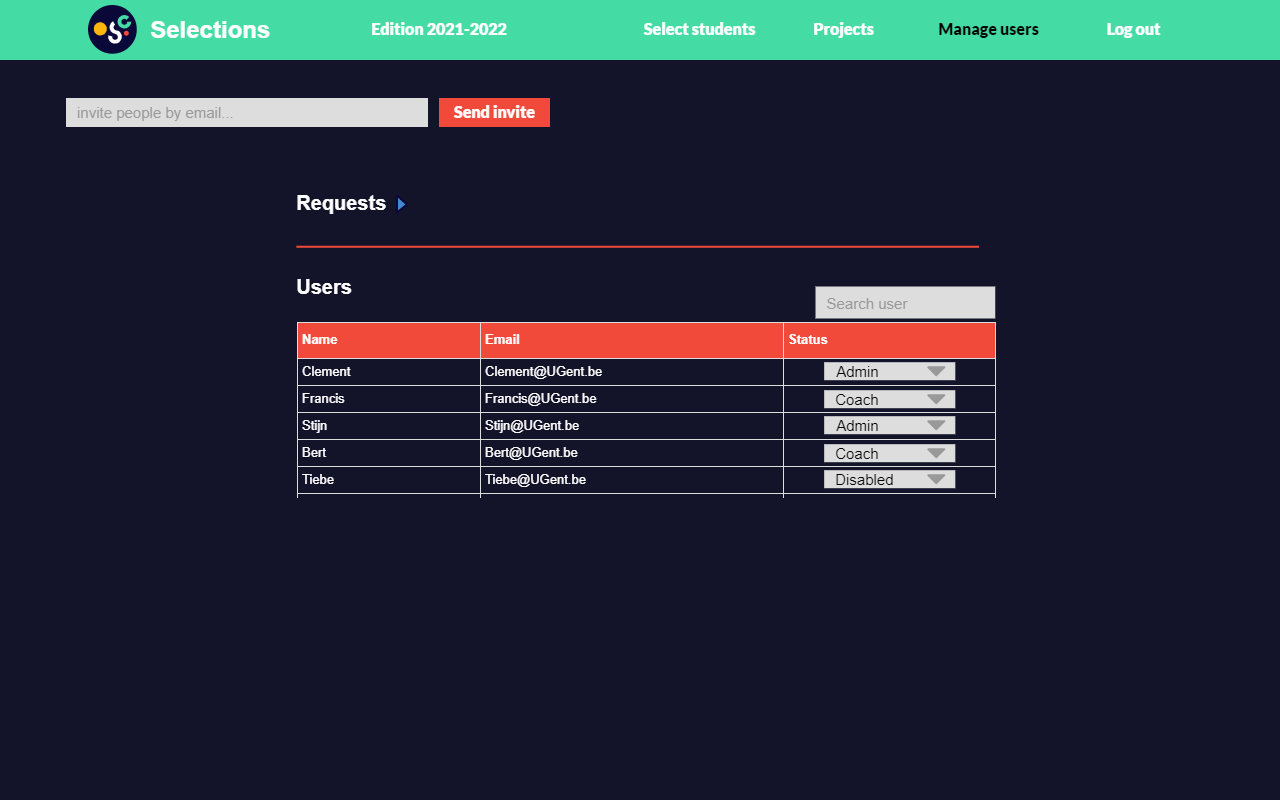 Selections Edition 2021-2022 Select students Projects Manage users Log out
invite people by email... Send invite
Requests
Users
Search user
Name Email Status
Clement Clement@UGent.be Admin
Francis Francis@UGent.be Coach
Stijn Stijn@UGent.be Admin
Bert Bert@UGent.be Coach
Tiebe Tiebe@UGent.be Disabled